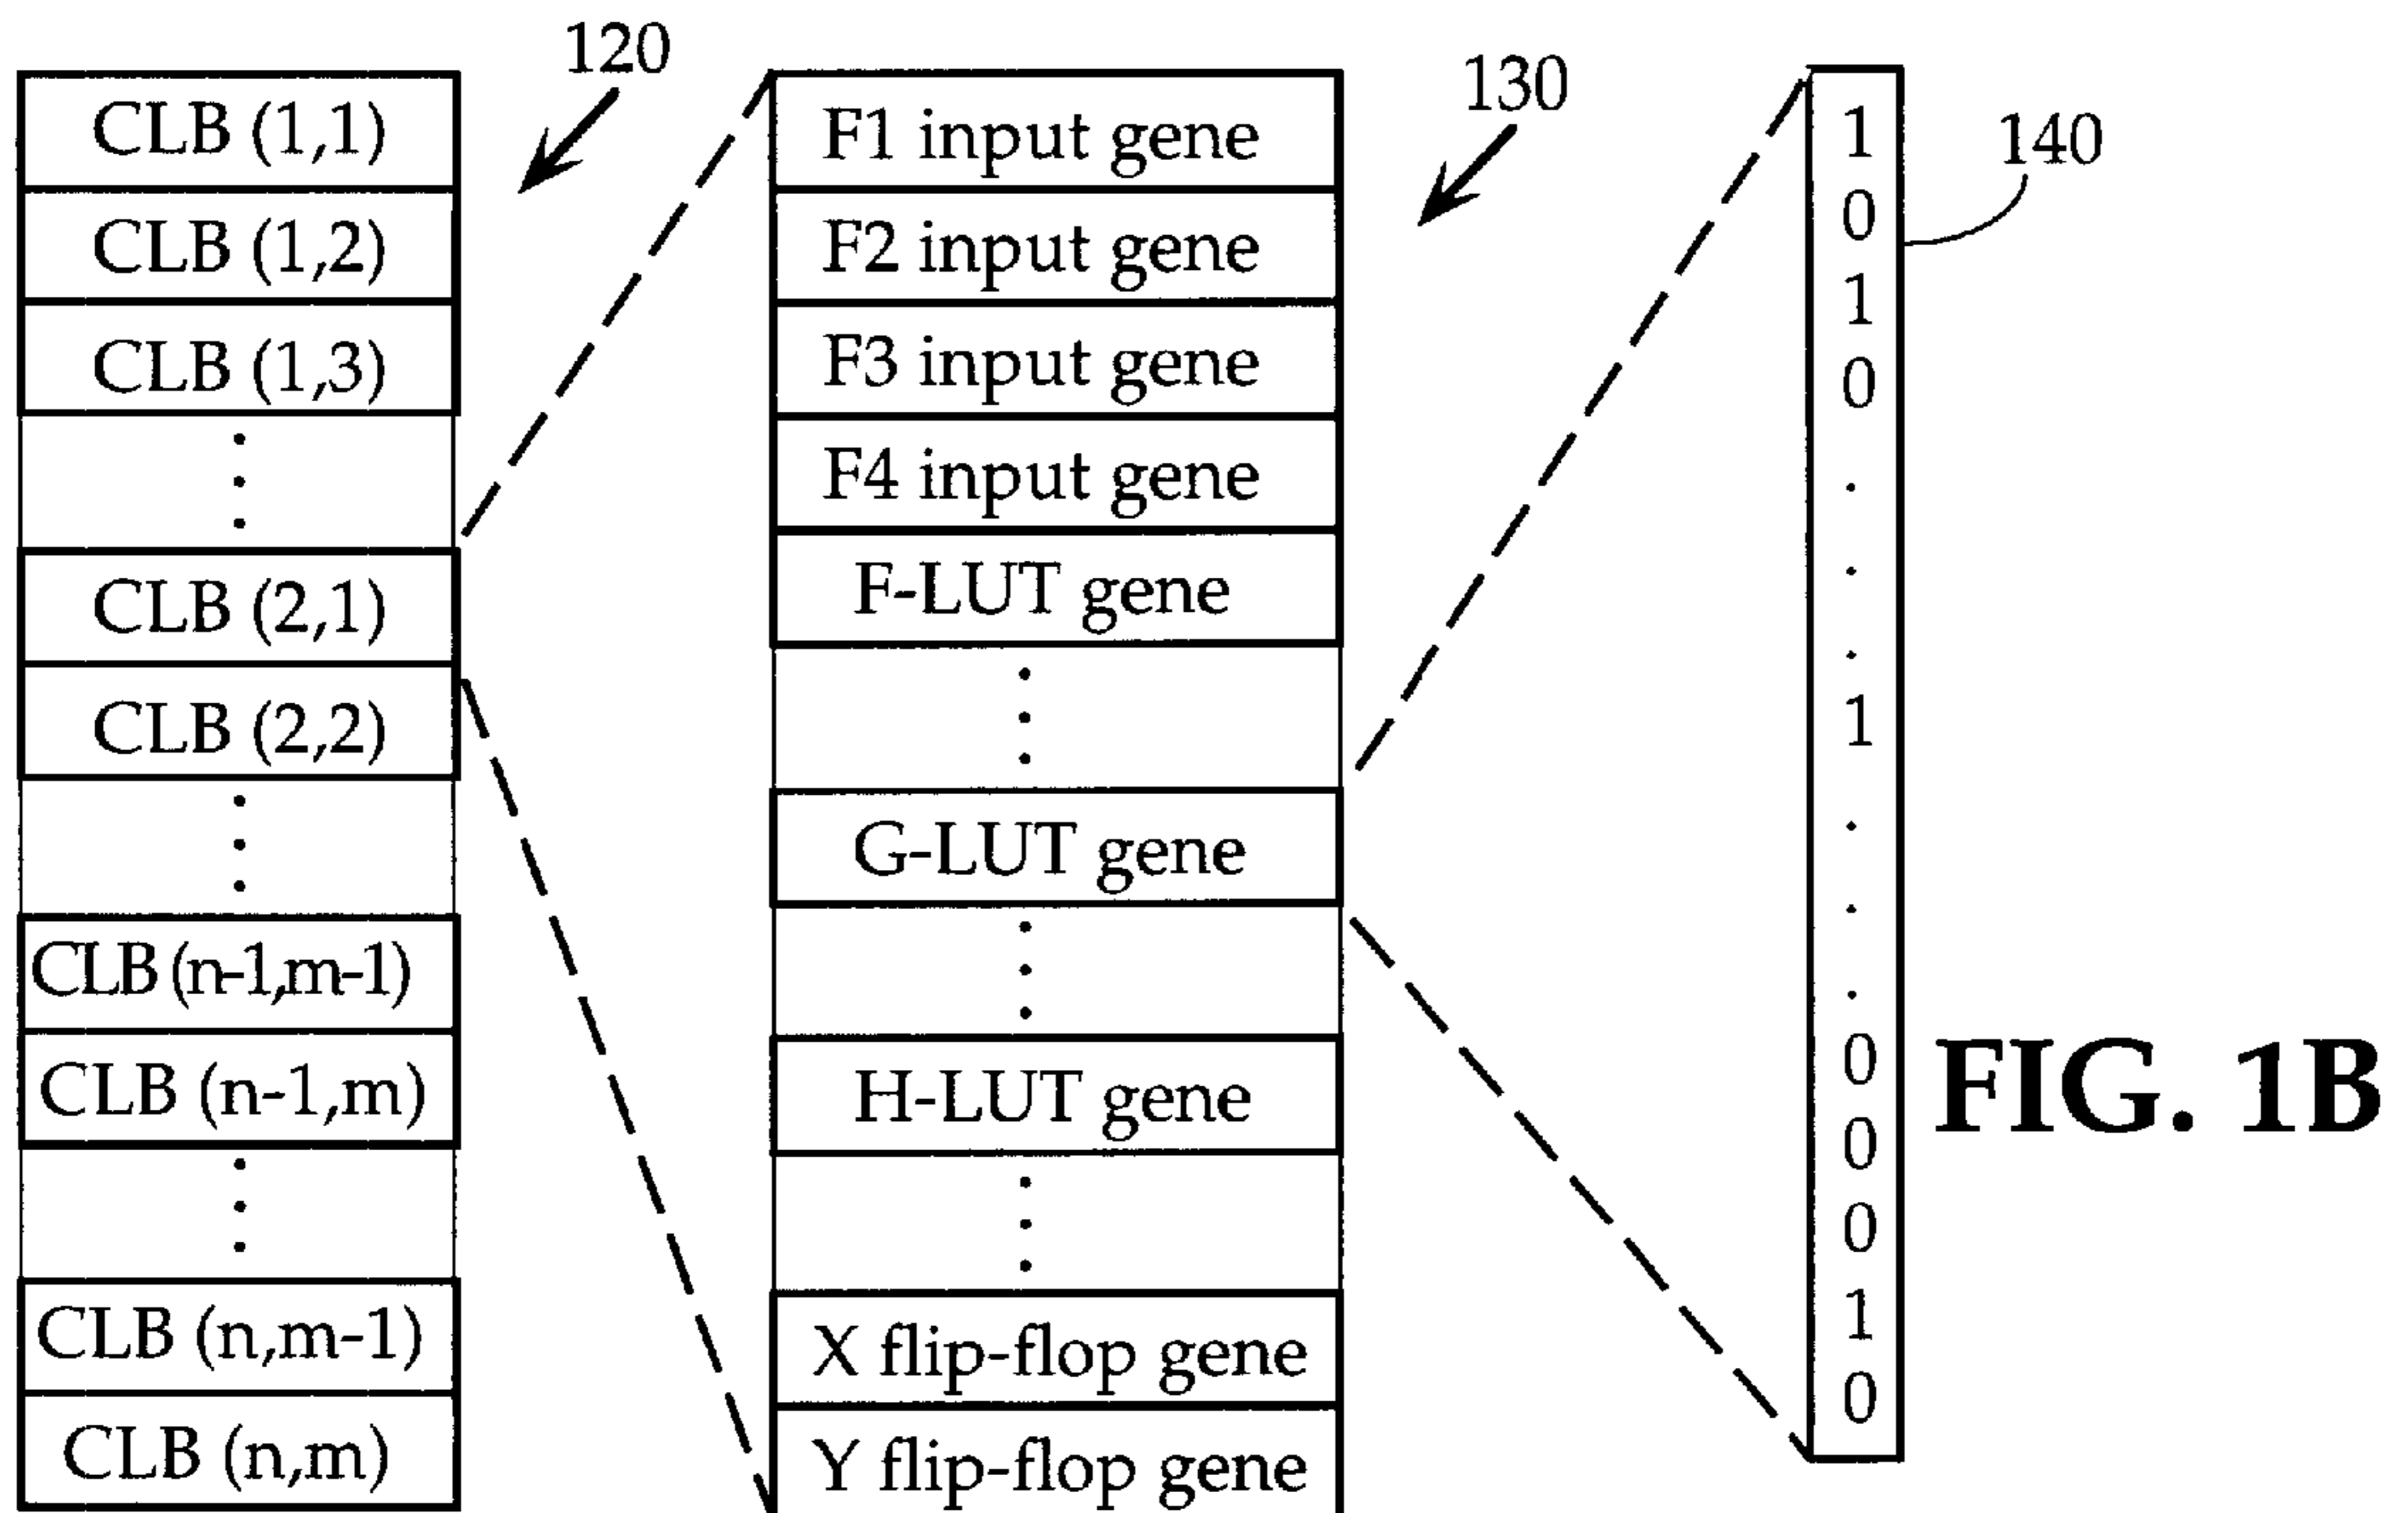 120
CLB (1,1)
CLB (1,2)
CLB (1,3)
CLB (2,1)
CLB (2,2)
CLB (n-1,m-1)
CLB (n-1,m)
CLB (n,m-1)
CLB (n,m)
130
F1 input gene
F2 input gene
F3 input gene
F4 input gene
F-LUT gene
G-LUT gene
H-LUT gene
X flip-flop gene
Y flip-flop gene
140
1
0
1
0
.
.
.
1
.
.
.
0
0
0
1
0
FIG. 1B